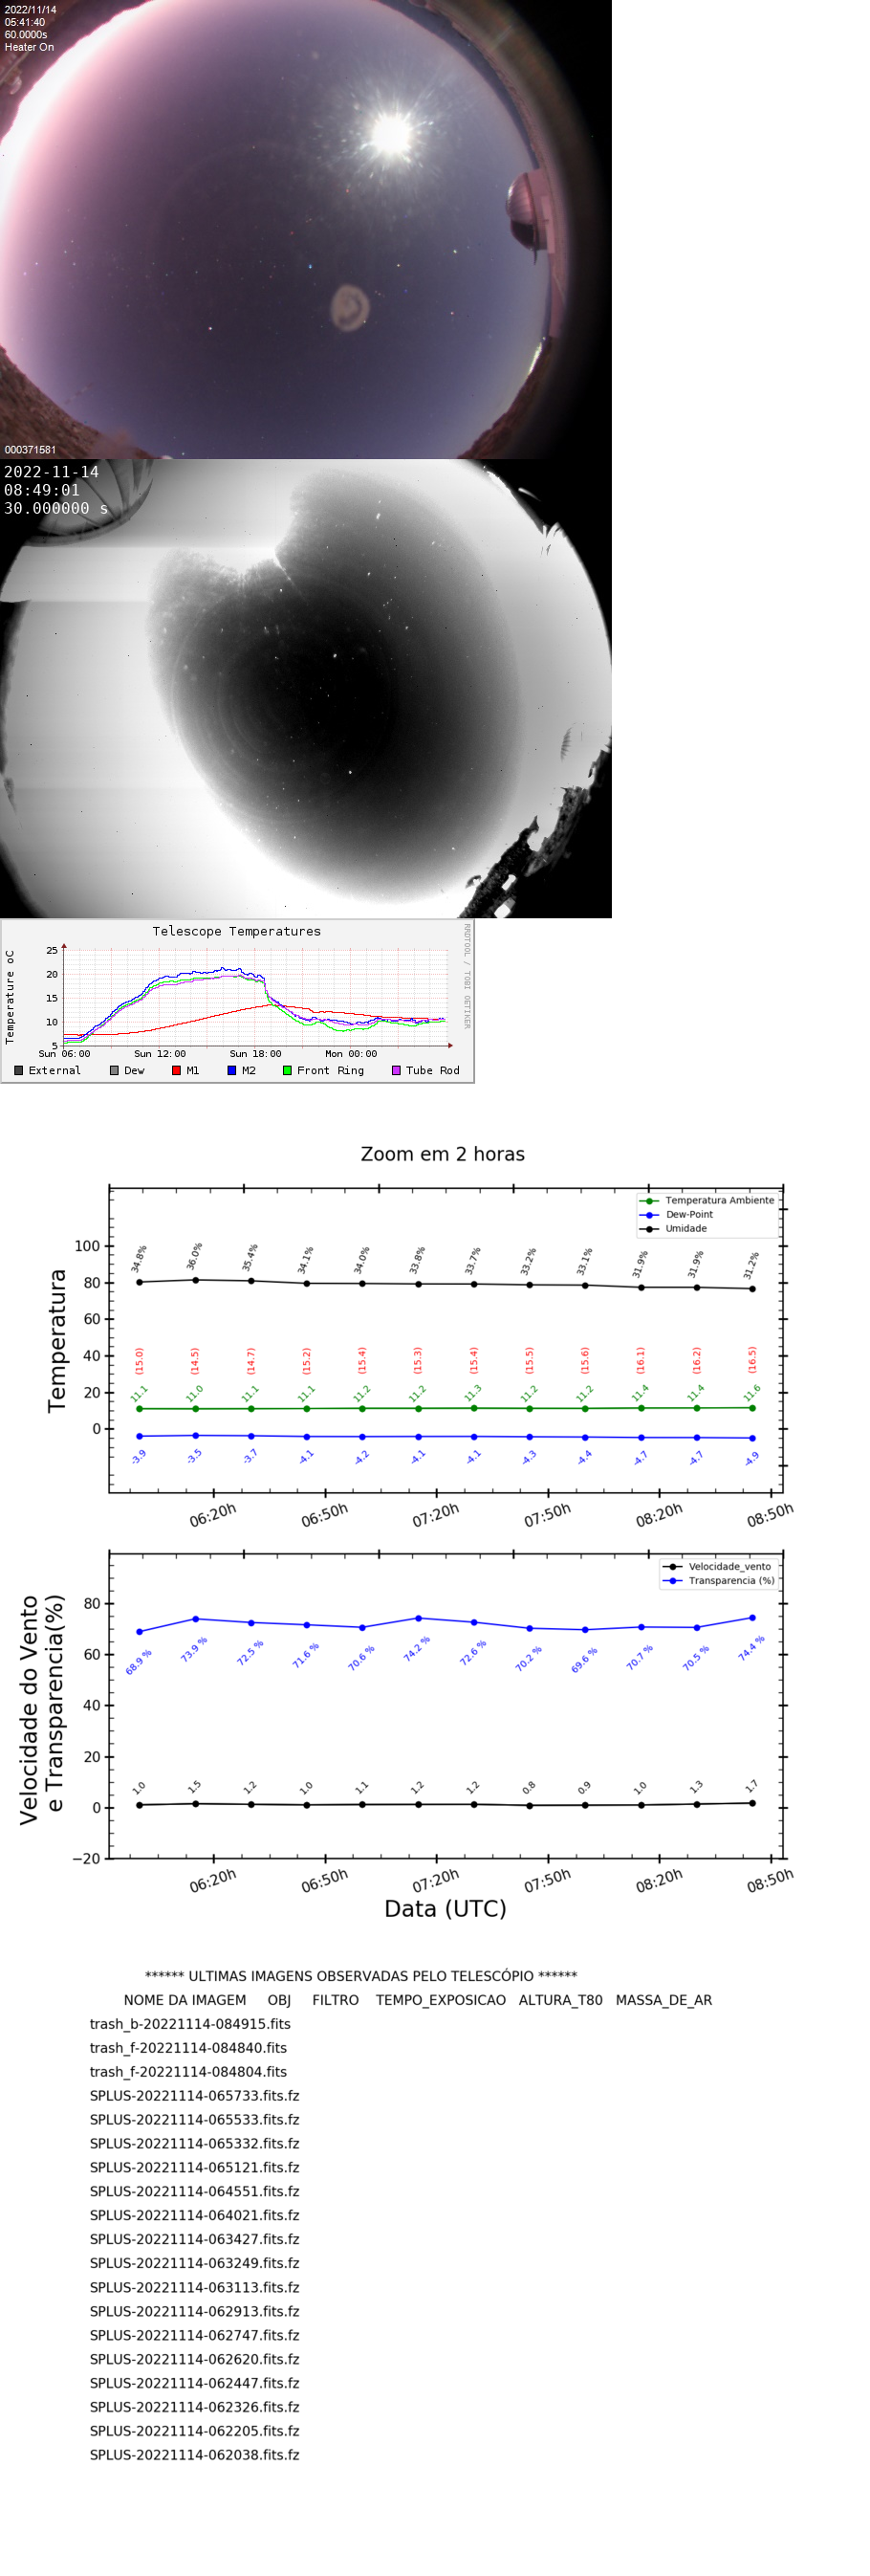 2022/11/14
05:41:40
60.0000s
Heater On
000371581
2022-11-14
08:49:01
30.000000 s
Telescope Temperatures
RRDTOOL / TOBI OETIKER
Temperature oC
25
20
15
10
5
Sun 06:00 Sun 12:00 Sun 18:00 Mon 00:00
External Dew M1 M2 Front Ring Tube Rod
Zoom em 2 horas
Temperatura Ambiente
Dew-Point
Umidade
Temperatura
100
80
60
40
20
0
34.8% 36.0% 35.4% 34.1% 34.0% 33.8% 33.7% 33.2% 33.1% 31.9% 31.9% 31.2%
(15.0) (14.5) (14.7) (15.2) (15.4) (15.3) (15.4) (15.5) (15.6) (16.1) (16.2) (16.5)
11.1 11.0 11.1 11.1 11.2 11.2 11.3 11.2 11.2 11.4 11.4 11.6
-3.9 -3.5 -3.7 -4.1 -4.2 -4.1 -4.1 -4.3 -4.4 -4.7 -4.7 -4.9
06:20h 06:50h 07:20h 07:50h 08:20h 08:50h
Velocidade_vento
Transparencia (%)
Velocidade do Vento
e Transparencia(%)
80
60
40
20
0
−20
68.9 % 73.9 % 72.5 % 71.6 % 70.6 % 74.2 % 72.6 % 70.2 % 69.6 % 70.7 % 70.5 % 74.4 %
1.0 1.5 1.2 1.0 1.1 1.2 1.2 0.8 0.9 1.0 1.3 1.7
06:20h 06:50h 07:20h 07:50h 08:20h 08:50h
Data (UTC)
****** ULTIMAS IMAGENS OBSERVADAS PELO TELESCÓPIO ******
NOME DA IMAGEM OBJ FILTRO TEMPO_EXPOSICAO ALTURA_T80 MASSA_DE_AR
trash_b-20221114-084915.fits
trash_f-20221114-084840.fits
trash_f-20221114-084804.fits
SPLUS-20221114-065733.fits.fz
SPLUS-20221114-065533.fits.fz
SPLUS-20221114-065332.fits.fz
SPLUS-20221114-065121.fits.fz
SPLUS-20221114-064551.fits.fz
SPLUS-20221114-064021.fits.fz
SPLUS-20221114-063427.fits.fz
SPLUS-20221114-063249.fits.fz
SPLUS-20221114-063113.fits.fz
SPLUS-20221114-062913.fits.fz
SPLUS-20221114-062747.fits.fz
SPLUS-20221114-062620.fits.fz
SPLUS-20221114-062447.fits.fz
SPLUS-20221114-062326.fits.fz
SPLUS-20221114-062205.fits.fz
SPLUS-20221114-062038.fits.fz